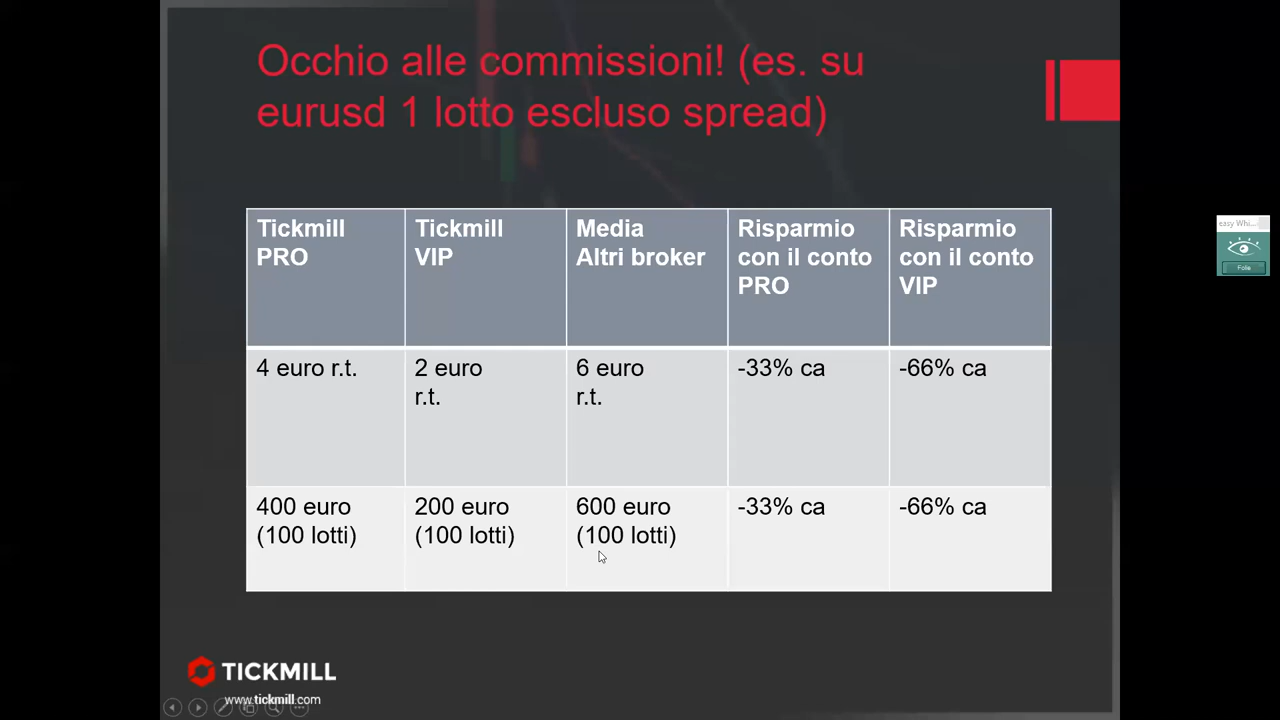 Occhio alle commissioni! (es. su
eurusd 1 lotto escluso spread)
Tickmill
PRO
Tickmill
VIP
Media
Altri broker
Risparmio
con il conto
PRO
Risparmio
con il conto
VIP
4 euro r.t.
2 euro
r.t.
6 euro
r.t.
-33% ca
-66% ca
400 euro
(100 lotti)
200 euro
(100 lotti)
600 euro
(100 lotti)
-33% ca
-66% ca
TICKMILL
www.tickmill.com
easy Whi...
Folie